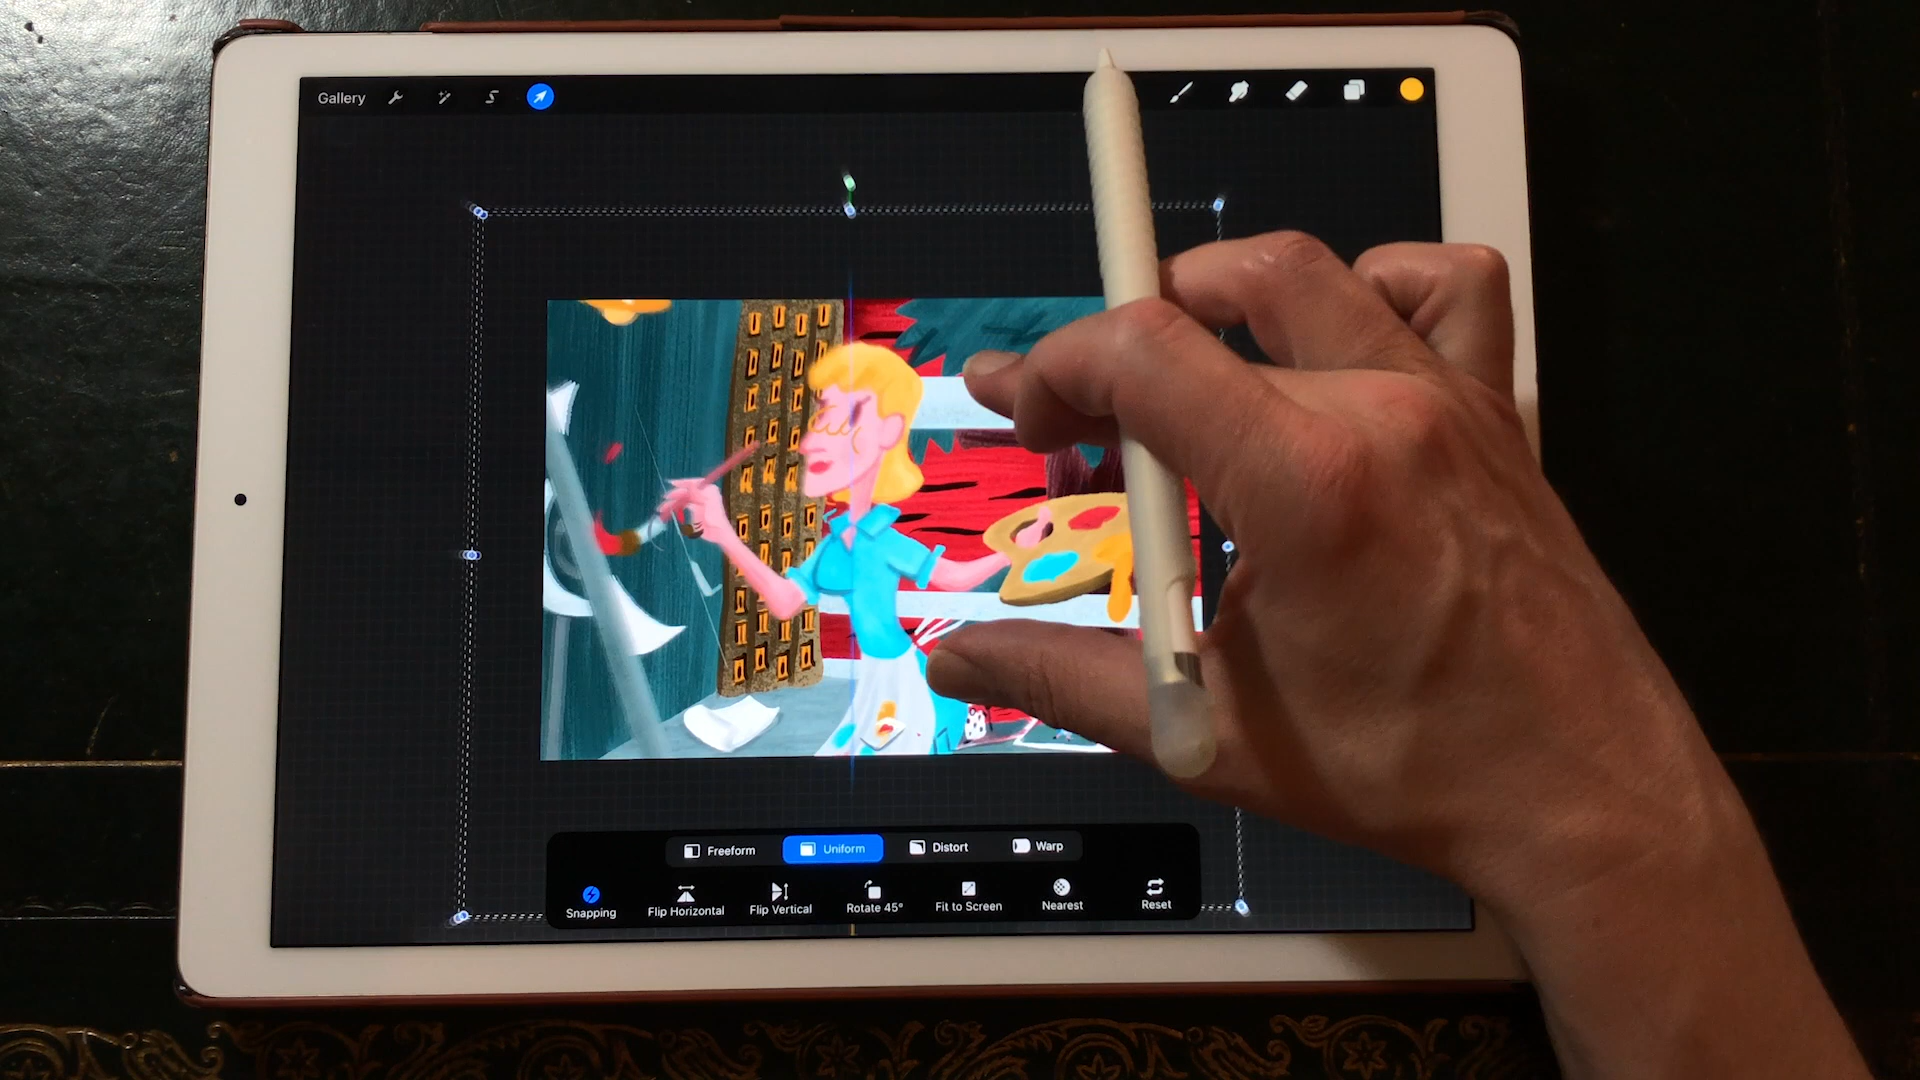 Gallery
Freeform Uniform Distort Warp
Snapping Flip Horizontal Flip Vertical Rotate 45° Fit to Screen Nearest Reset